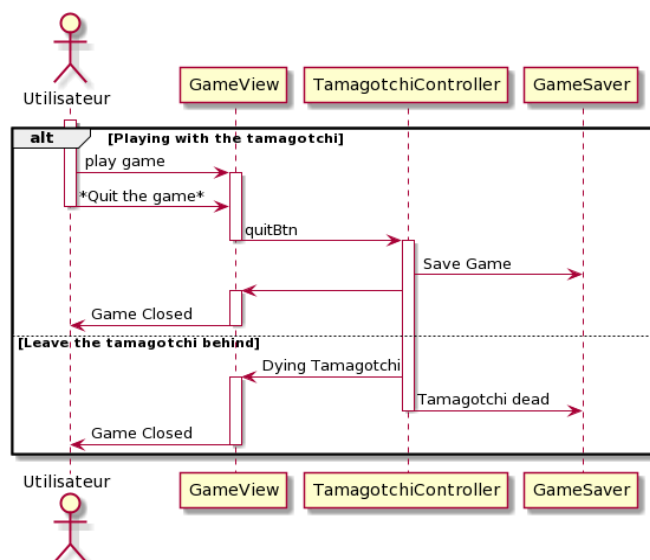 Utilisateur
GameView
TamagotchiController
GameSaver
alt
[Playing with the tamagotchi]
play game
*Quit the game*
quitBtn
Save Game
Game Closed
[Leave the tamagotchi behind]
Dying Tamagotchi
Tamagotchi dead
Game Closed
Utilisateur
GameView
TamagotchiController
GameSaver